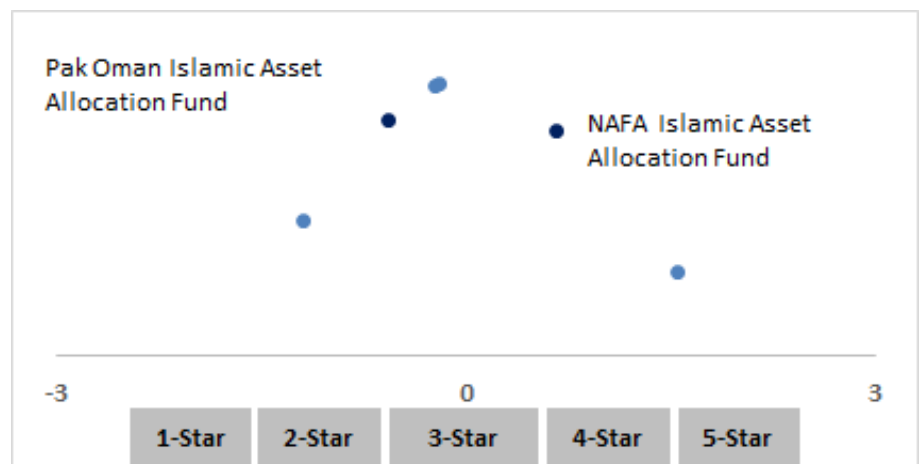 Pak Oman Islamic Asset
Allocation Fund
NAFA Islamic Asset
Allocation Fund
-3 0 3
1-Star 2-Star 3-Star 4-Star 5-Star